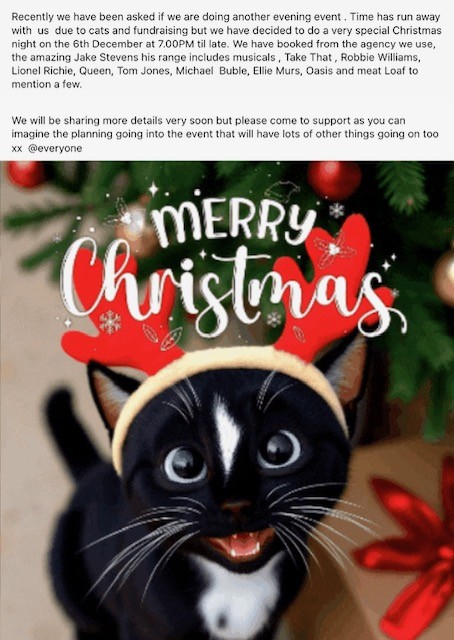 Recently we have been asked if we are doing another evening event . Time has run away
with us due to cats and fundraising but we have decided to do a very special Christmas
night on the 6th December at 7.00PM til late. We have booked from the agency we use,
the amazing Jake Stevens his range includes musicals , Take That , Robbie Williams,
Lionel Richie, Queen, Tom Jones, Michael Buble, Ellie Murs, Oasis and meat Loaf to
mention a few.
We will be sharing more details very soon but please come to support as you can
imagine the planning going into the event that will have lots of other things going on too
xx @everyone
MERRY
Christmas